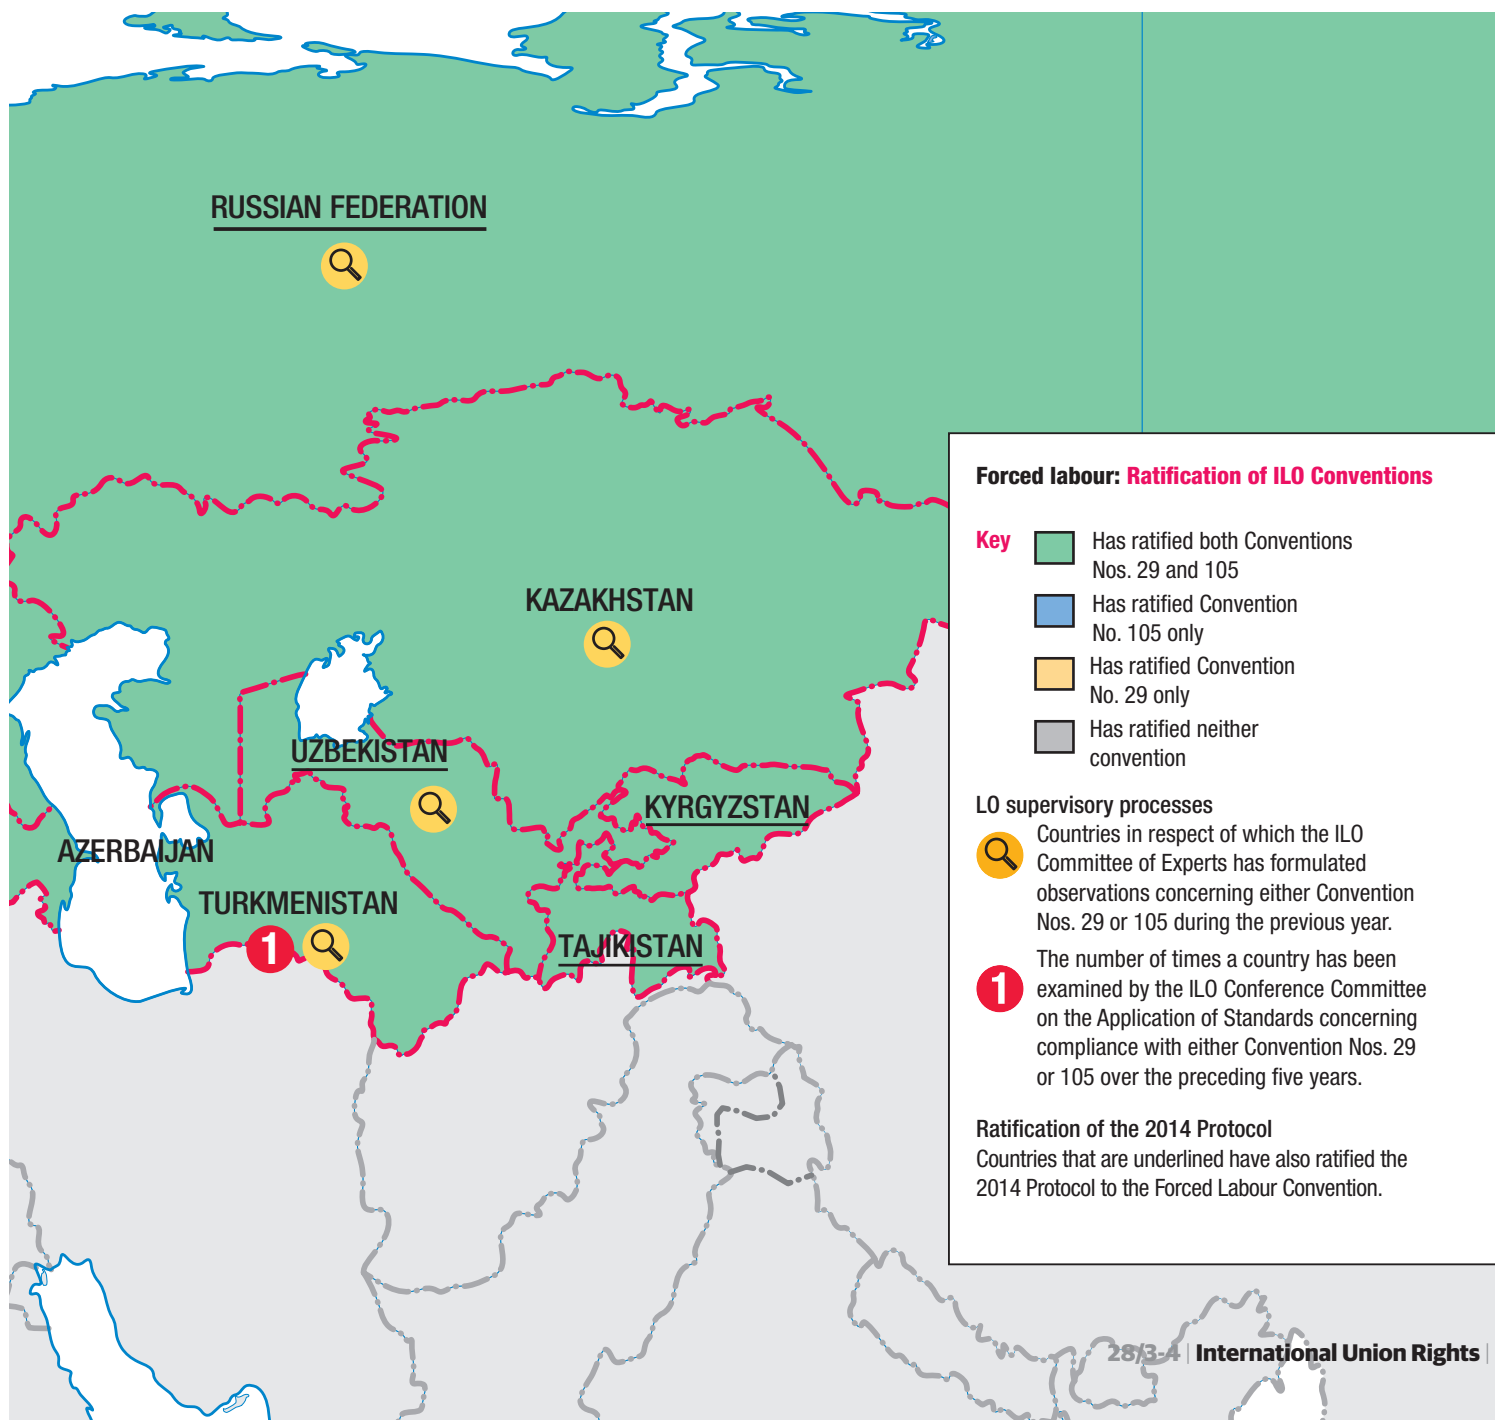 RUSSIAN FEDERATION
KAZAKHSTAN
UZBEKISTAN
KYRGYZSTAN
AZERBAIJAN
TURKMENISTAN
1
TAJIKISTAN
Forced labour: Ratification of ILO Conventions
Key
Has ratified both Conventions
Nos. 29 and 105
Has ratified Convention
No. 105 only
Has ratified Convention
No. 29 only
Has ratified neither
convention
LO supervisory processes
Countries in respect of which the ILO
Committee of Experts has formulated
observations concerning either Convention
Nos. 29 or 105 during the previous year.
1
The number of times a country has been
examined by the ILO Conference Committee
on the Application of Standards concerning
compliance with either Convention Nos. 29
or 105 over the preceding five years.
Ratification of the 2014 Protocol
Countries that are underlined have also ratified the
2014 Protocol to the Forced Labour Convention.
28/3-4 | International Union Rights |